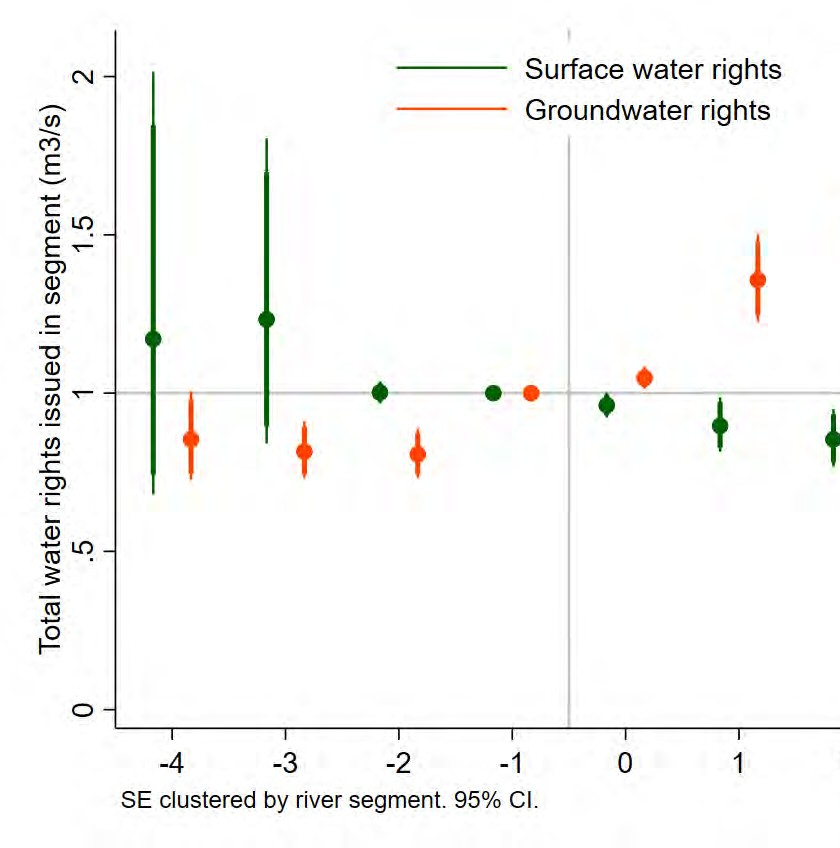 Surface water rights
Groundwater rights
Total water rights issued in segment (m3/s)
2
1.5
1
.5
0
-4 -3 -2 -1 0 1
SE clustered by river segment. 95% CI.